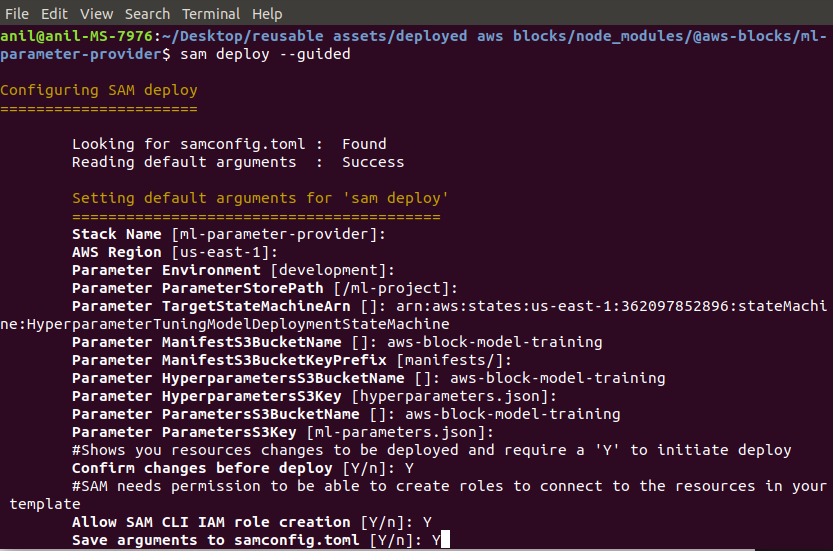 File Edit View Search Terminal Help
anil@anil-MS-7976:~/Desktop/reusable assets/deployed aws blocks/node_modules/@aws-blocks/ml-
parameter-provider$ sam deploy --guided
Configuring SAM deploy
======================
Looking for samconfig.toml :  Found
Reading default arguments  :  Success
Setting default arguments for 'sam deploy'
=========================================
Stack Name [ml-parameter-provider]:
AWS Region [us-east-1]:
Parameter Environment [development]:
Parameter ParameterStorePath [/ml-project]:
Parameter TargetStateMachineArn []: arn:aws:states:us-east-1:362097852896:stateMachi
ne:HyperparameterTuningModelDeploymentStateMachine
Parameter ManifestS3BucketName []: aws-block-model-training
Parameter ManifestS3BucketKeyPrefix [manifests/]:
Parameter HyperparametersS3BucketName []: aws-block-model-training
Parameter HyperparametersS3Key [hyperparameters.json]:
Parameter ParametersS3BucketName []: aws-block-model-training
Parameter ParametersS3Key [ml-parameters.json]:
#Shows you resources changes to be deployed and require a 'Y' to initiate deploy
Confirm changes before deploy [Y/n]: Y
#SAM needs permission to be able to create roles to connect to the resources in your
template
Allow SAM CLI IAM role creation [Y/n]: Y
Save arguments to samconfig.toml [Y/n]: Y